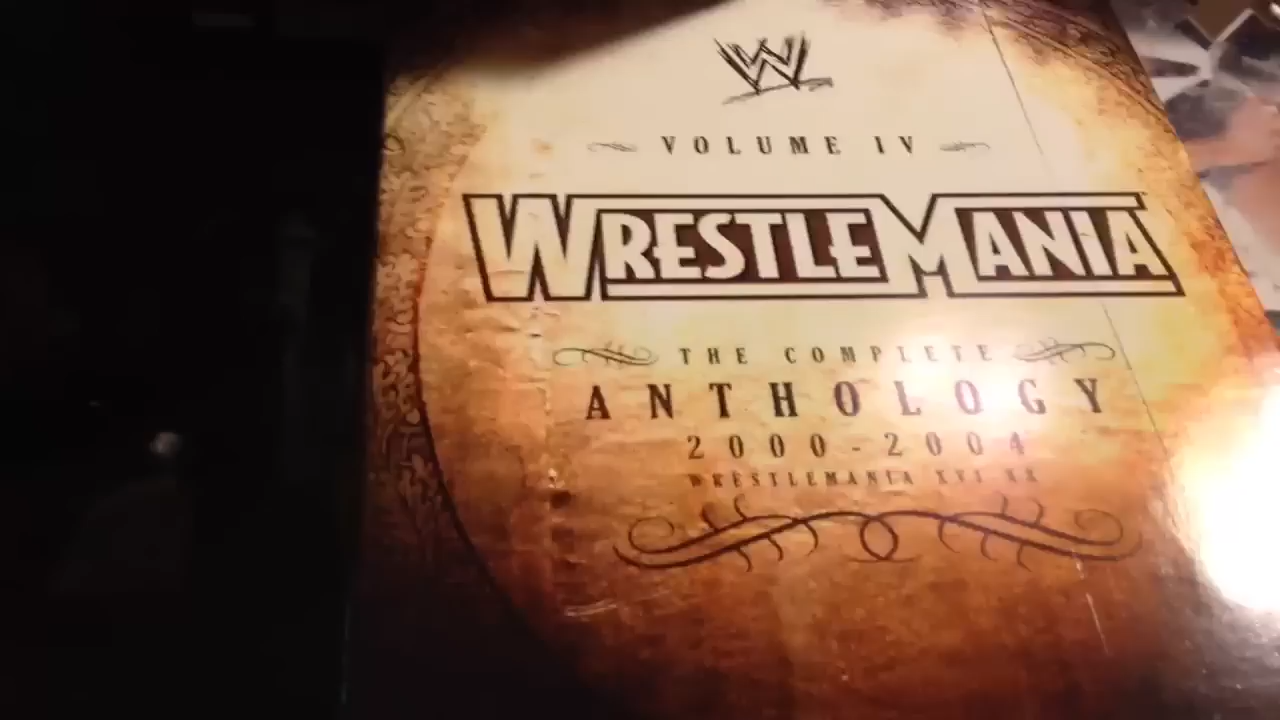 W
VOLUME IV
WRESTLEMANIA
THE COMPLETE
ANTHOLOGY
2000-2004
WRESTLEMANIA XVI XX